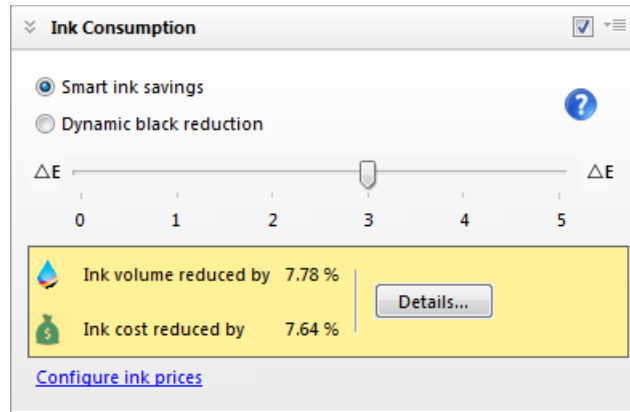 Ink Consumption
Smart ink savings
Dynamic black reduction
△E △E
0 1 2 3 4 5
Ink volume reduced by 7.78 %
Details...
Ink cost reduced by 7.64 %
Configure ink prices